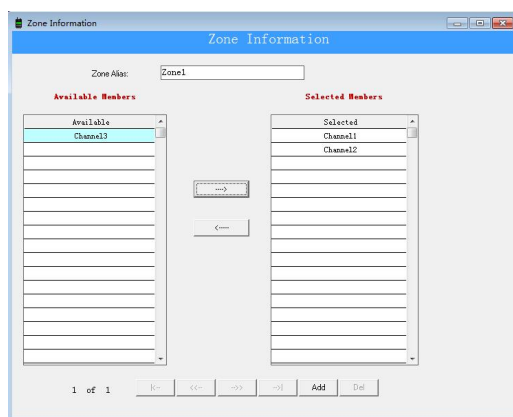 Zone Information
Zone Information
Zone Alias: Zone1
Available Members Selected Members
Available Selected
Channel3 Channel1
Channel2
---->
<----
1 of 1 |<- <<- ->> ->| Add Del